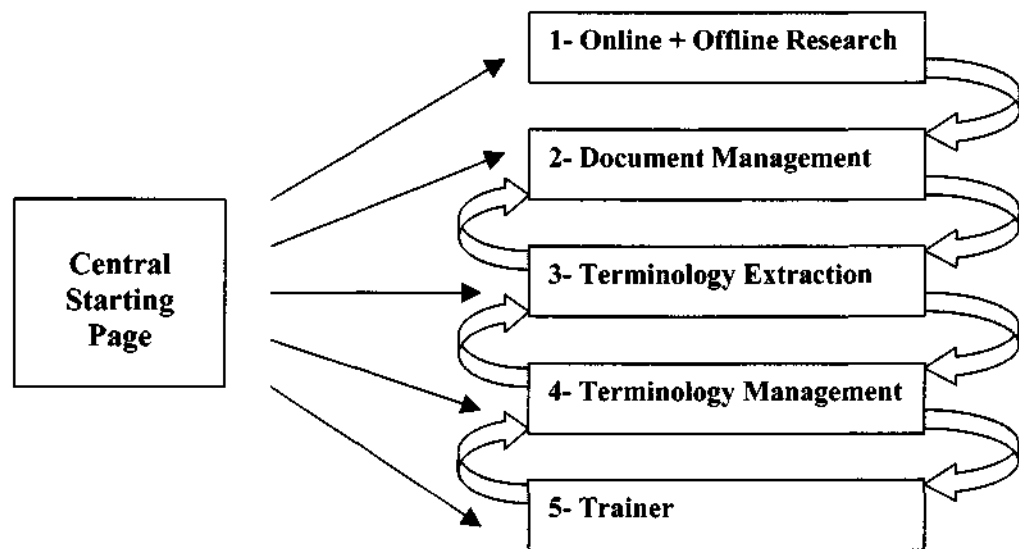 1- Online + Offline Research
2- Document Management
Central
Starting
Page
3- Terminology Extraction
4- Terminology Management
5- Trainer